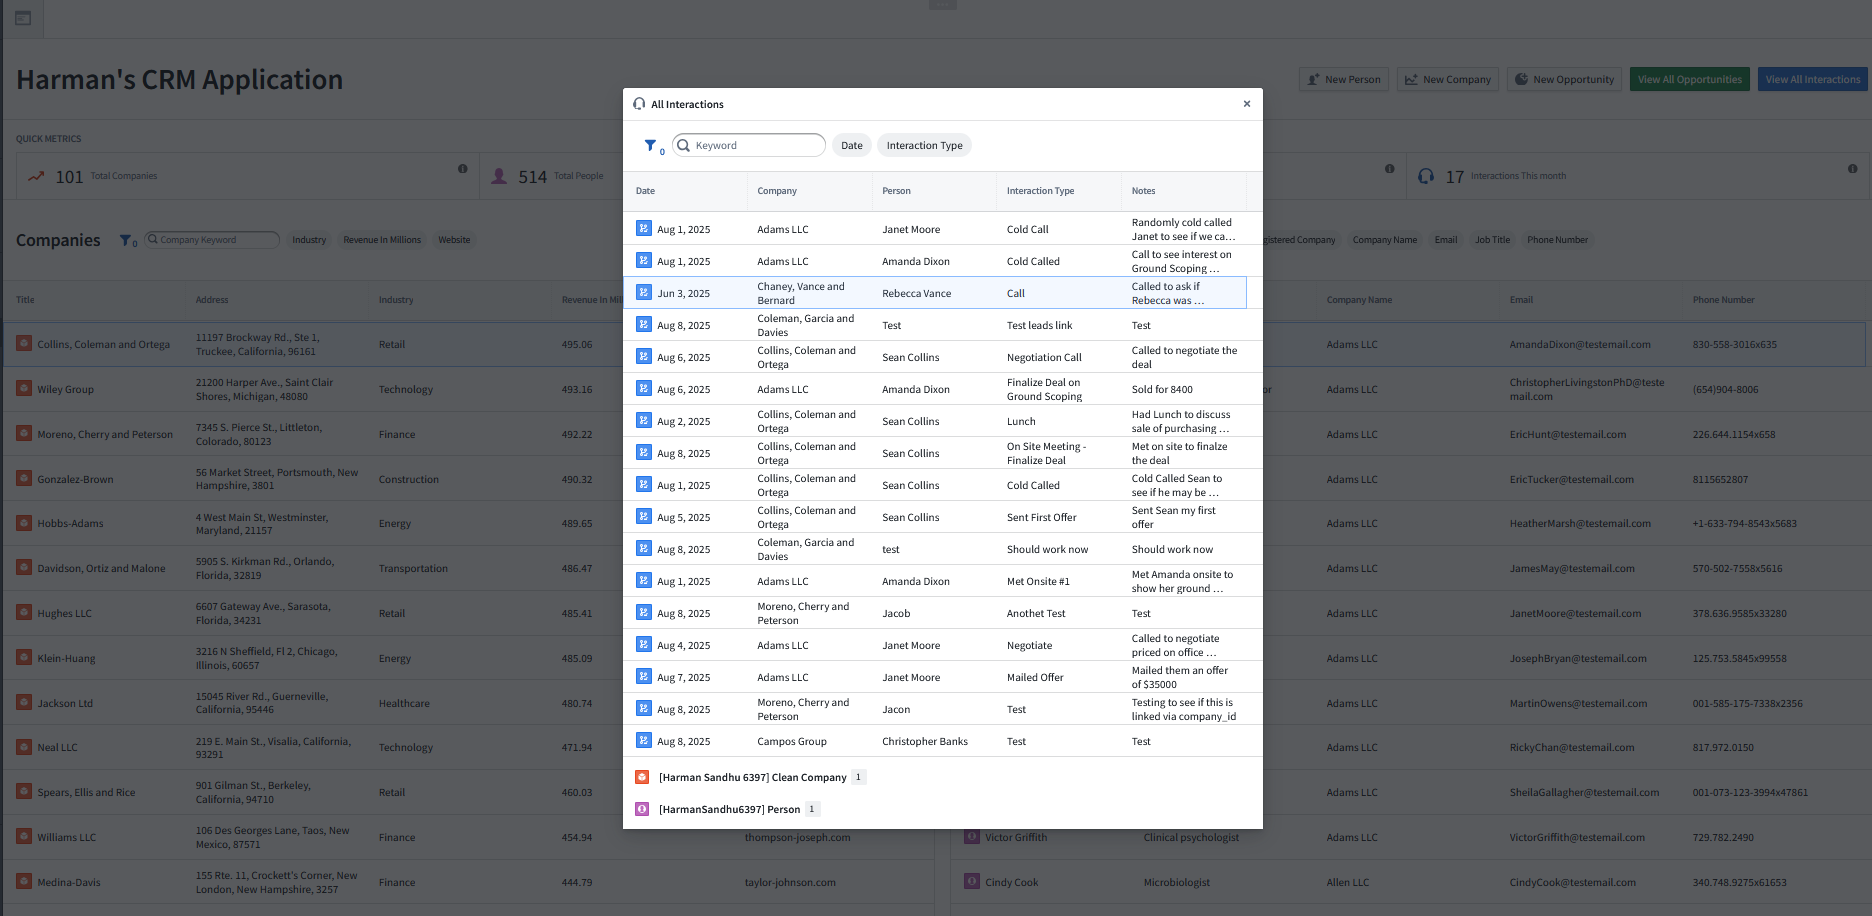 Harman's CRM Application
New Person
New Company
New Opportunity
View All Opportunities
View All Interactions
QUICK METRICS
101 Total Companies
514 Total People
17 Interactions This month
Companies
0
Company Keyword
Industry
Revenue In Millions
Website
Company Name
Email
Job Title
Phone Number
Title Address Industry
Collins, Coleman and Ortega
11197 Brockway Rd., Ste 1,
Truckee, California, 96161
Retail
495.06
Wiley Group
21200 Harper Ave., Saint Clair
Shores, Michigan, 48080
Technology
493.16
Moreno, Cherry and Peterson
7345 S. Pierce St., Littleton,
Colorado, 80123
Finance
492.22
Gonzalez-Brown
56 Market Street, Portsmouth, New
Hampshire, 3801
Construction
490.32
Hobbs-Adams
4 West Main St, Westminster,
Maryland, 21157
Energy
489.65
Davidson, Ortiz and Malone
5905 S. Kirkman Rd., Orlando,
Florida, 32819
Transportation
486.47
Hughes LLC
6607 Gateway Ave., Sarasota,
Florida, 34231
Retail
485.41
Klein-Huang
3216 N Sheffield, Fl 2, Chicago,
Illinois, 60657
Energy
485.09
Jackson Ltd
15045 River Rd., Guerneville,
California, 95446
Healthcare
480.74
Neal LLC
219 E. Main St., Visalia, California,
93291
Technology
471.94
Spears, Ellis and Rice
901 Gilman St., Berkeley,
California, 94710
Retail
460.03
Williams LLC
106 Des Georges Lane, Taos, New
Mexico, 87571
Finance
454.94
thompson-joseph.com
Medina-Davis
155 Rte. 11, Crockett's Corner, New
London, New Hampshire, 3257
Finance
444.79
taylor-johnson.com
All Interactions
×
0
Keyword
Date
Interaction Type
Date Company Person Interaction Type Notes
Aug 1, 2025
Adams LLC
Janet Moore
Cold Call
Randomly cold called
Janet to see if we ca…
Aug 1, 2025
Adams LLC
Amanda Dixon
Cold Called
Call to see interest on
Ground Scoping …
Jun 3, 2025
Chaney, Vance and
Bernard
Rebecca Vance
Call
Called to ask if
Rebecca was …
Aug 8, 2025
Coleman, Garcia and
Davies
Test
Test leads link
Test
Aug 6, 2025
Collins, Coleman and
Ortega
Sean Collins
Negotiation Call
Called to negotiate the
deal
Aug 6, 2025
Adams LLC
Amanda Dixon
Finalize Deal on
Ground Scoping
Sold for 8400
Aug 2, 2025
Collins, Coleman and
Ortega
Sean Collins
Lunch
Had Lunch to discuss
sale of purchasing …
Aug 8, 2025
Collins, Coleman and
Ortega
Sean Collins
On Site Meeting -
Finalize Deal
Met on site to finalze
the deal
Aug 1, 2025
Collins, Coleman and
Ortega
Sean Collins
Cold Called
Cold Called Sean to
see if he may be …
Aug 5, 2025
Collins, Coleman and
Ortega
Sean Collins
Sent First Offer
Sent Sean my first
offer
Aug 8, 2025
Coleman, Garcia and
Davies
test
Should work now
Should work now
Aug 1, 2025
Adams LLC
Amanda Dixon
Met Onsite #1
Met Amanda onsite to
show her ground …
Aug 8, 2025
Moreno, Cherry and
Peterson
Jacob
Anothet Test
Test
Aug 4, 2025
Adams LLC
Janet Moore
Negotiate
Called to negotiate
priced on office …
Aug 7, 2025
Adams LLC
Janet Moore
Mailed Offer
Mailed them an offer
of $35000
Aug 8, 2025
Moreno, Cherry and
Peterson
Jacon
Test
Testing to see if this is
linked via company_id
Aug 8, 2025
Campos Group
Christopher Banks
Test
Test
[Harman Sandhu 6397] Clean Company 1
[HarmanSandhu6397] Person 1
Company Name Email Phone Number
Adams LLC AmandaDixon@testemail.com 830-558-3016x635
Adams LLC
ChristopherLivingstonPhD@teste
mail.com
(654)904-8006
Adams LLC EricHunt@testemail.com 226.644.1154x658
Adams LLC EricTucker@testemail.com 8115652807
Adams LLC HeatherMarsh@testemail.com +1-633-794-8543x5683
Adams LLC JamesMay@testemail.com 570-502-7558x5616
Adams LLC JanetMoore@testemail.com 378.636.9585x33280
Adams LLC JosephBryan@testemail.com 125.753.5845x99558
Adams LLC MartinOwens@testemail.com 001-585-175-7338x2356
Adams LLC RickyChan@testemail.com 817.972.0150
Adams LLC SheilaGallagher@testemail.com 001-073-123-3994x47861
Victor Griffith Clinical psychologist Adams LLC VictorGriffith@testemail.com 729.782.2490
Cindy Cook Microbiologist Allen LLC CindyCook@testemail.com 340.748.9275x61653